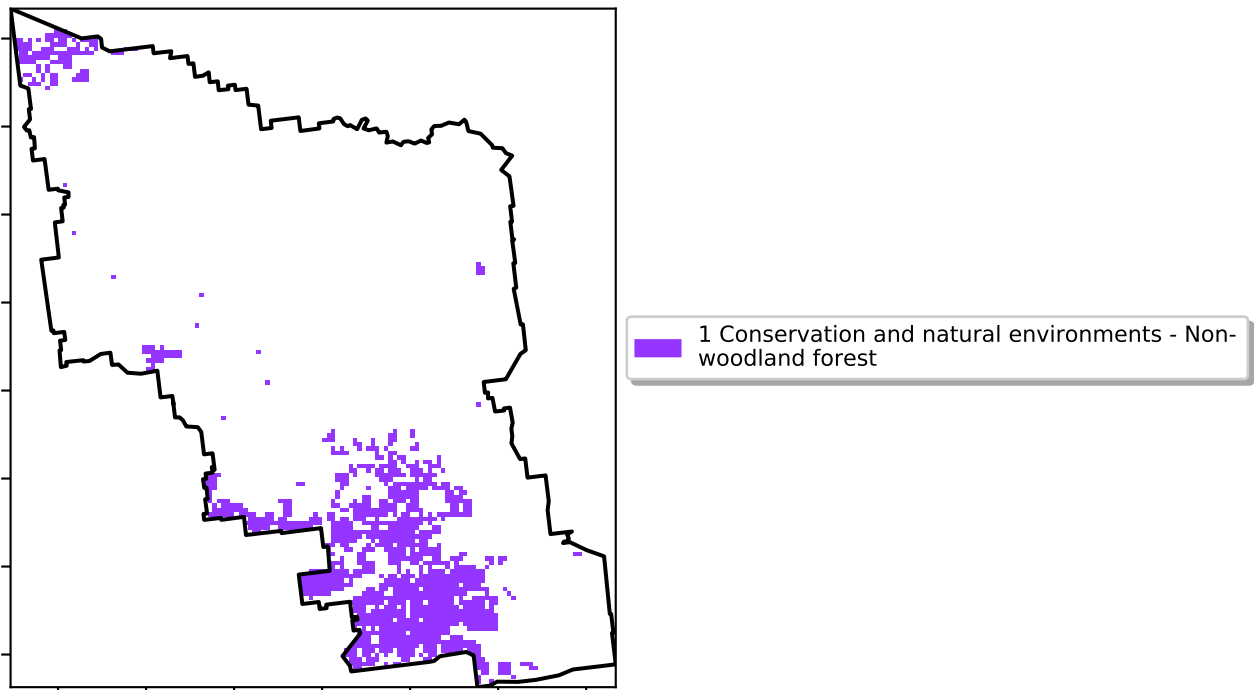 1 Conservation and natural environments - Non-
woodland forest